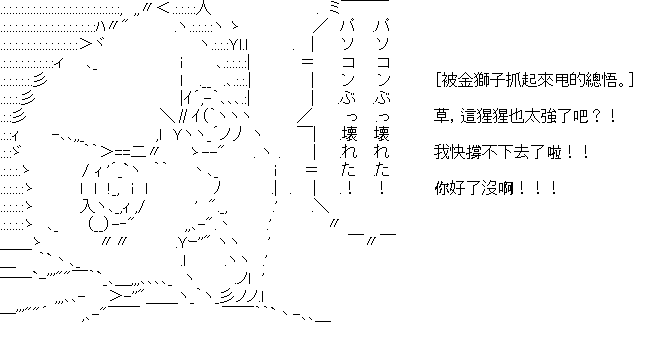 パソコンぶっ壊れた！
パソコンぶっ壊れた！
[被金獅子抓起來甩的總悟。]
草，這猩猩也太強了吧？！
我快撐不下去了啦！！
你好了沒啊！！！